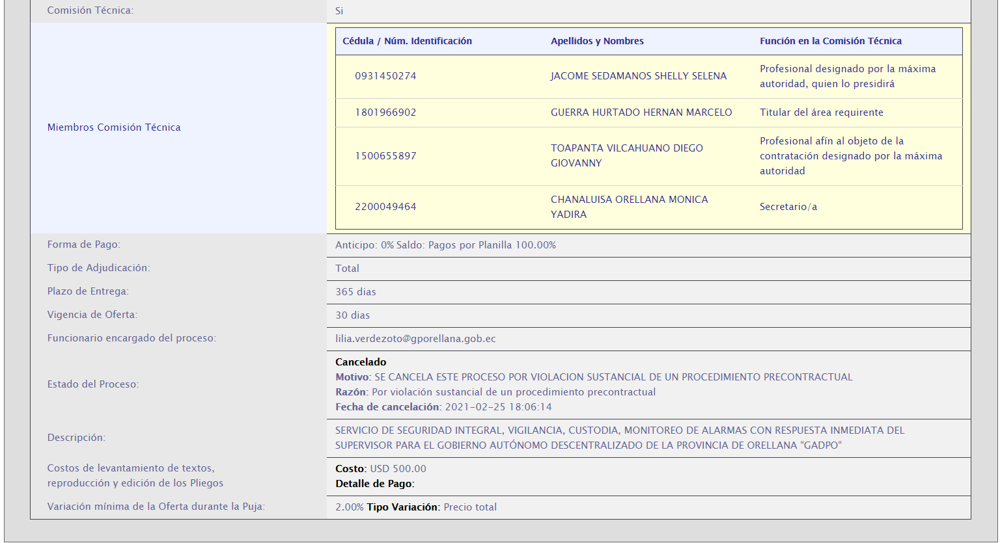 Comisión Técnica:
Si
Miembros Comisión Técnica
Cédula / Núm. Identificación
Apellidos y Nombres
Función en la Comisión Técnica
0931450274
JACOME SEDAMANOS SHELLY SELENA
Profesional designado por la máxima
autoridad, quien lo presidirá
1801966902
GUERRA HURTADO HERNAN MARCELO
Titular del área requirente
1500655897
TOAPANTA VILCAHUANO DIEGO
GIOVANNY
Profesional afín al objeto de la
contratación designado por la máxima
autoridad
2200049464
CHANALUISA ORELLANA MONICA
YADIRA
Secretario/a
Forma de Pago:
Anticipo: 0% Saldo: Pagos por Planilla 100.00%
Tipo de Adjudicación:
Total
Plazo de Entrega:
365 dias
Vigencia de Oferta:
30 dias
Funcionario encargado del proceso:
lilia.verdezoto@gporellana.gob.ec
Estado del Proceso:
Cancelado
Motivo: SE CANCELA ESTE PROCESO POR VIOLACION SUSTANCIAL DE UN PROCEDIMIENTO PRECONTRACTUAL
Razón: Por violación sustancial de un procedimiento precontractual
Fecha de cancelación: 2021-02-25 18:06:14
Descripción:
SERVICIO DE SEGURIDAD INTEGRAL, VIGILANCIA, CUSTODIA, MONITOREO DE ALARMAS CON RESPUESTA INMEDIATA DEL
SUPERVISOR PARA EL GOBIERNO AUTÓNOMO DESCENTRALIZADO DE LA PROVINCIA DE ORELLANA “GADPO“
Costos de levantamiento de textos,
reproducción y edición de los Pliegos
Costo: USD 500.00
Detalle de Pago:
Variación mínima de la Oferta durante la Puja:
2.00% Tipo Variación: Precio total